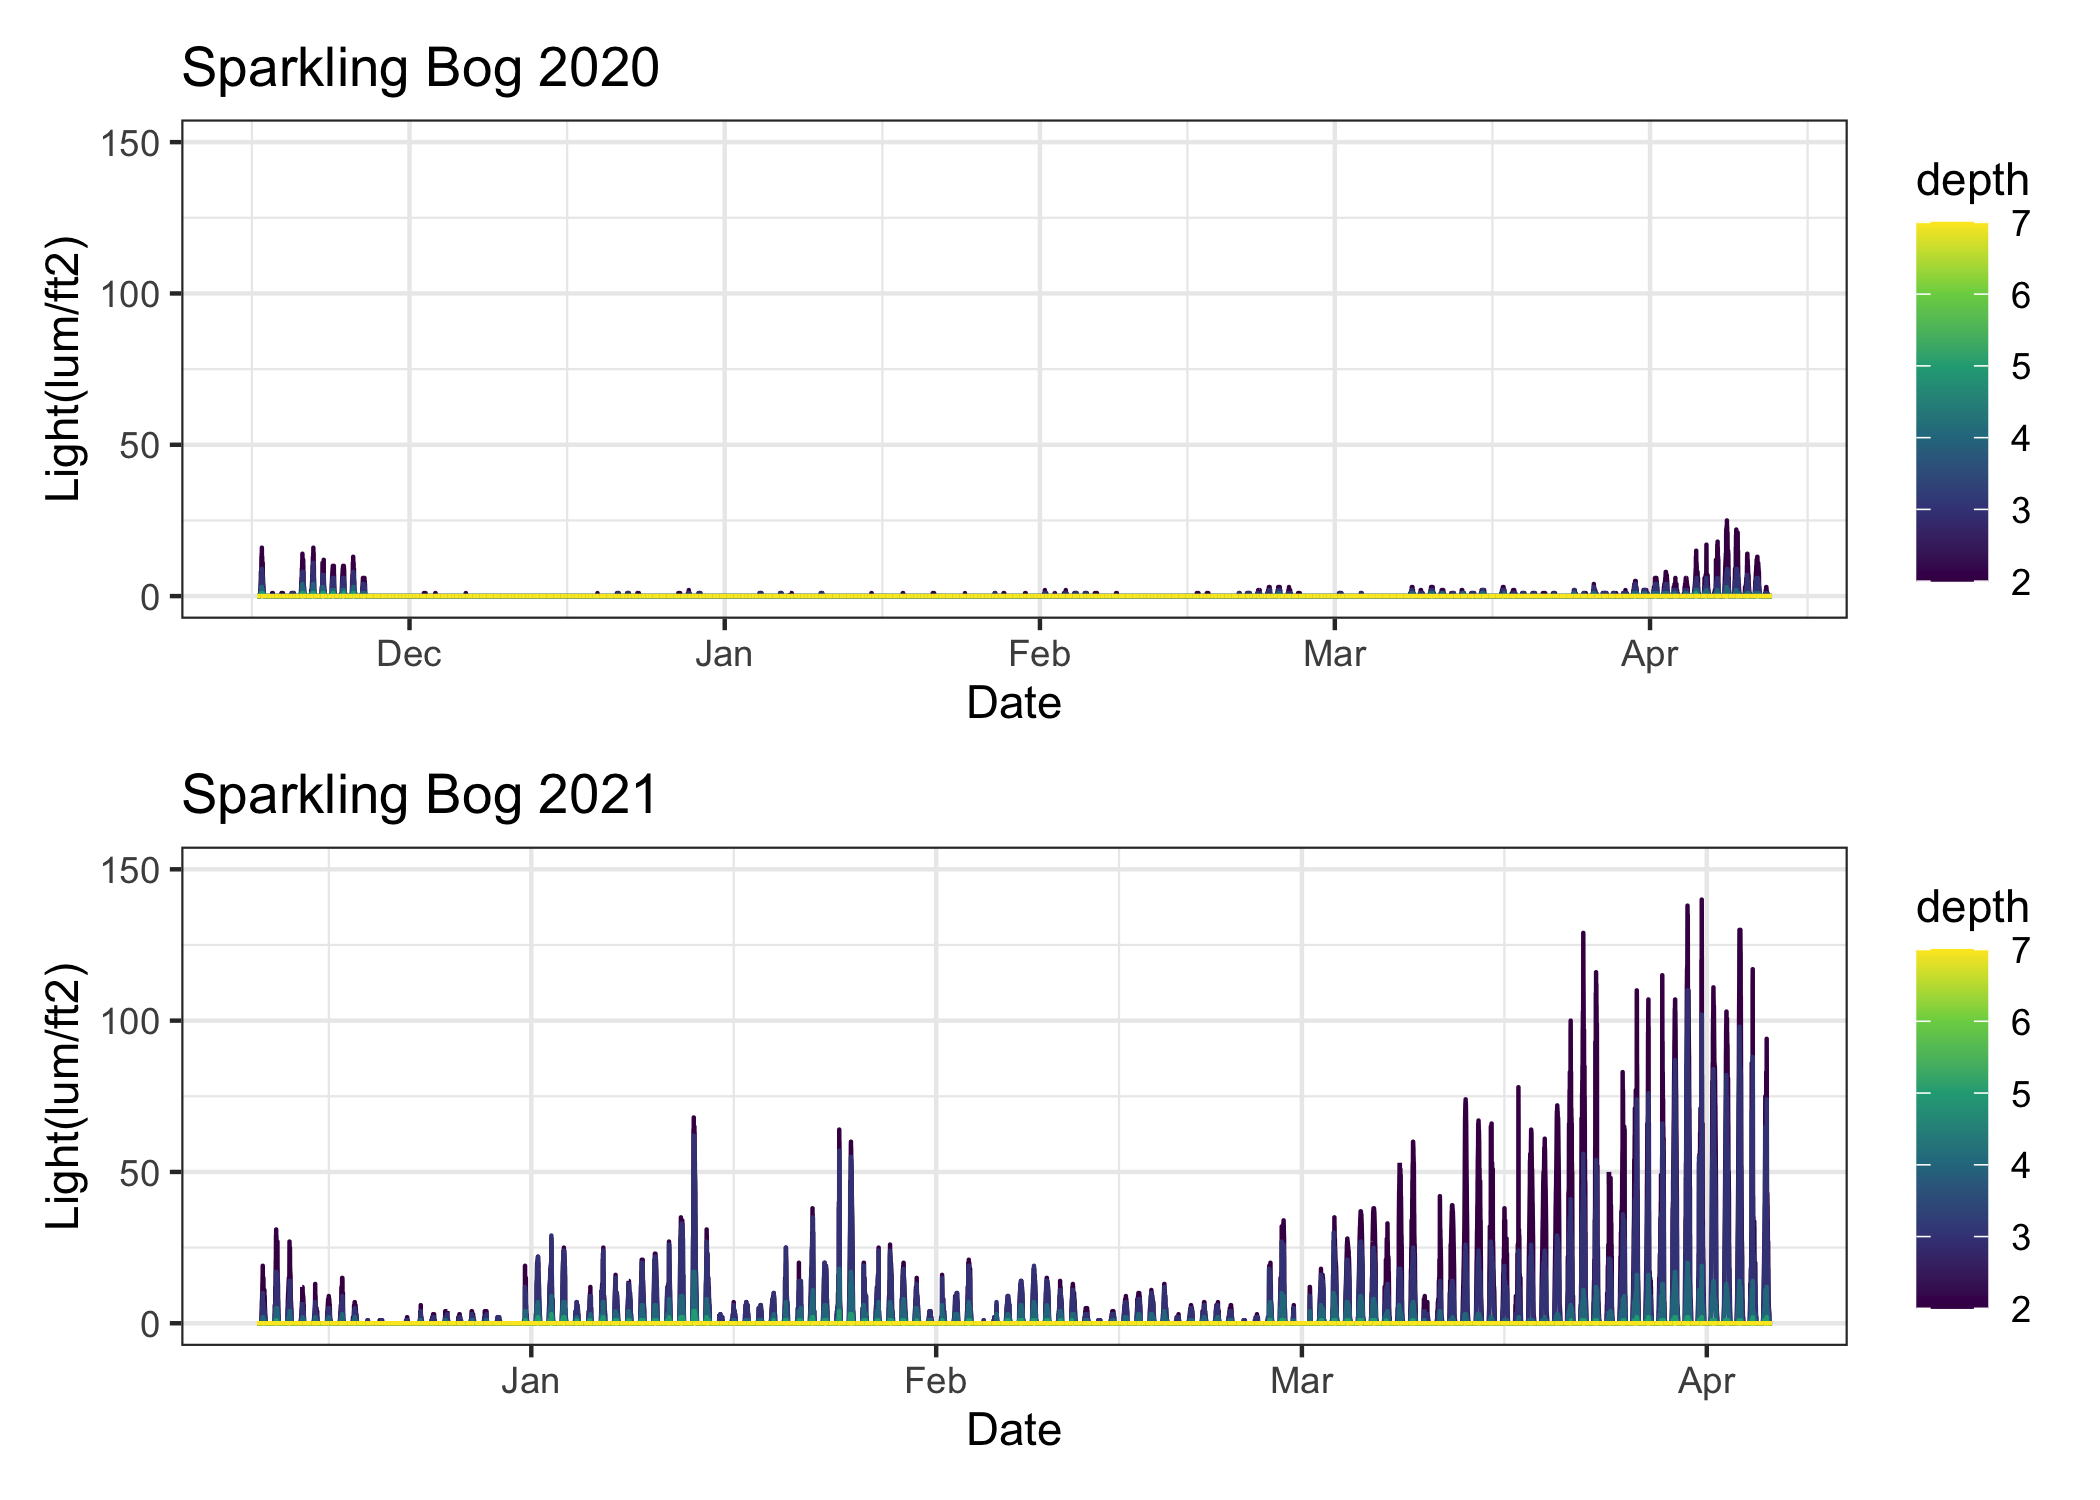 Sparkling Bog 2020
150
100
50
0
Light(lum/ft2)
Dec Jan Feb Mar Apr
Date
depth
7
6
5
4
3
2
Sparkling Bog 2021
150
100
50
0
Light(lum/ft2)
Jan Feb Mar Apr
Date
depth
7
6
5
4
3
2